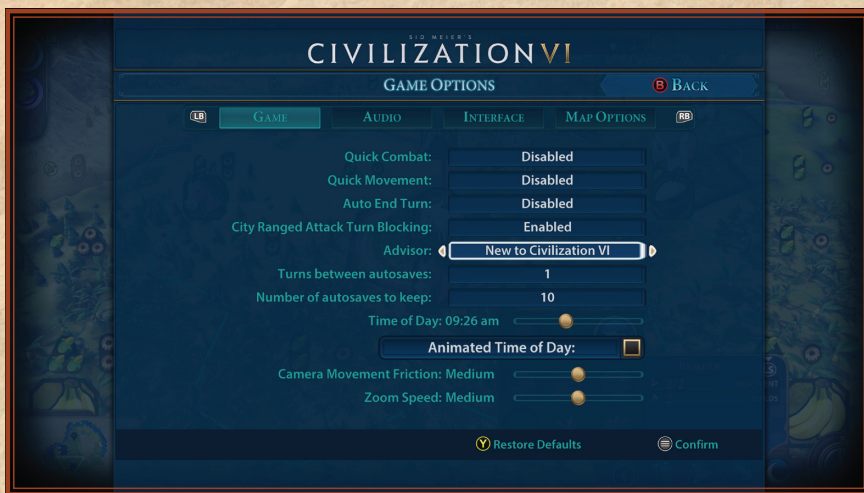 SID MEIER'S
CIVILIZATION VI
GAME OPTIONS
B BACK
LB GAME AUDIO INTERFACE MAP OPTIONS RB
Quick Combat: Disabled
Quick Movement: Disabled
Auto End Turn: Disabled
City Ranged Attack Turn Blocking: Enabled
Advisor: New to Civilization VI
Turns between autosaves: 1
Number of autosaves to keep: 10
Time of Day: 09:26 am
Animated Time of Day:
Camera Movement Friction: Medium
Zoom Speed: Medium
Y Restore Defaults Confirm